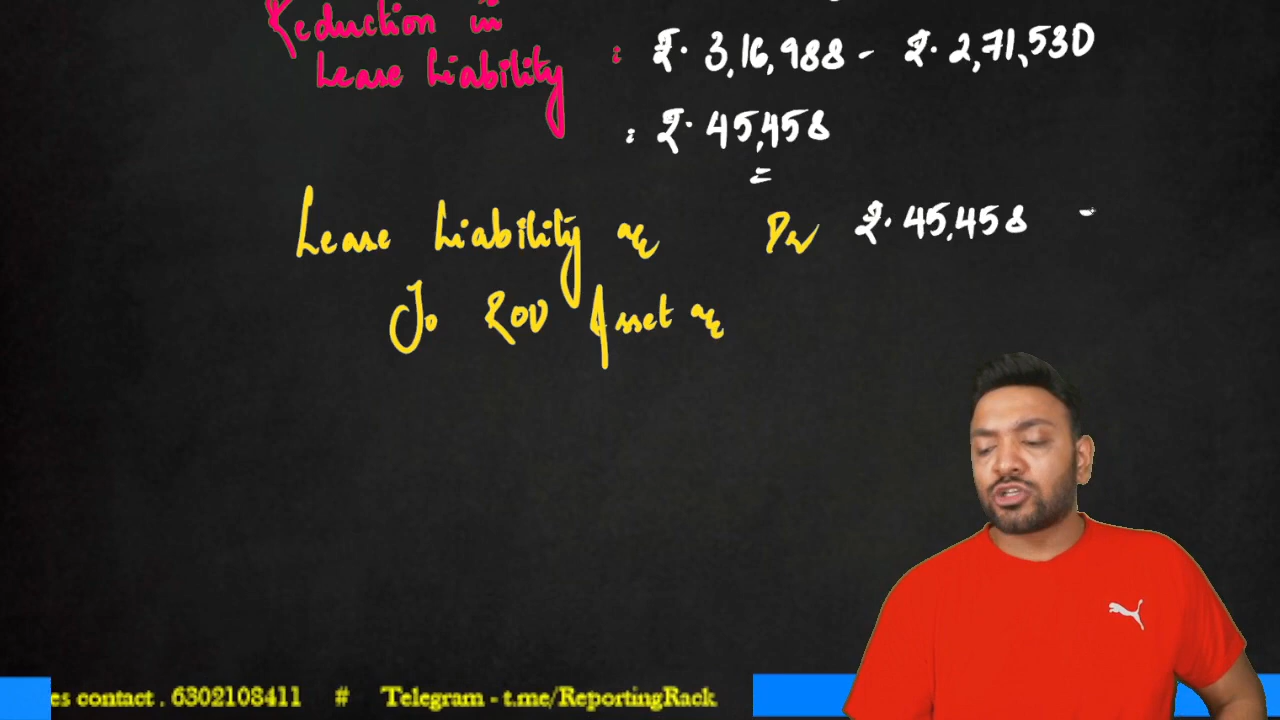 Reduction in
Lease Liability : ₹. 3,16,988 - ₹. 2,71,530
: ₹. 45,458
=
Lease Liability a/c Dr ₹. 45,458 -
To ROU Asset a/c
es contact . 6302108411 # Telegram - t.me/ReportingRack